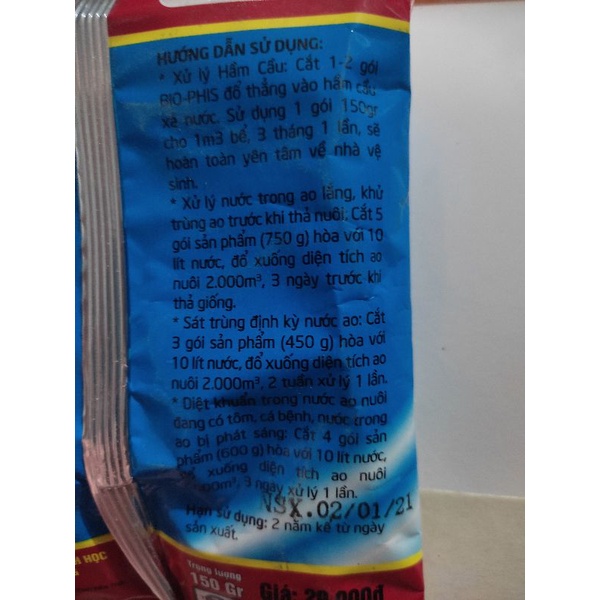 HƯỚNG DẪN SỬ DỤNG:
* Xử lý Hầm Cầu: Cắt 1-2 gói
BIO-PHIS đổ thẳng vào hầm cầu
xả nước. Sử dụng 1 gói 150gr
cho 1m3 bể, 3 tháng 1 lần, sẽ
hoàn toàn yên tâm về nhà vệ
sinh.
* Xử lý nước trong ao lắng, khử
trùng ao trước khi thả nuôi: Cắt 5
gói sản phẩm (750 g) hòa với 10
lít nước, đổ xuống diện tích ao
nuôi 2.000m³, 3 ngày trước khi
thả giống.
* Sát trùng định kỳ nước ao: Cắt
3 gói sản phẩm (450 g) hòa với
10 lít nước, đổ xuống diện tích ao
nuôi 2.000m³, 2 tuần xử lý 1 lần.
* Diệt khuẩn trong nước ao nuôi
đang có tôm, cá bệnh, nước trong
ao bị phát sáng: Cắt 4 gói sản
phẩm (600 g) hòa với 10 lít nước,
xuống diện tích ao nuôi
3 ngày xử lý 1 lần.
NSX.02/01/21
Hạn sử dụng: 2 năm kể từ ngày
sản xuất.
HỌC
Trọng lượng
150 Gr
Giá: 20.000đ